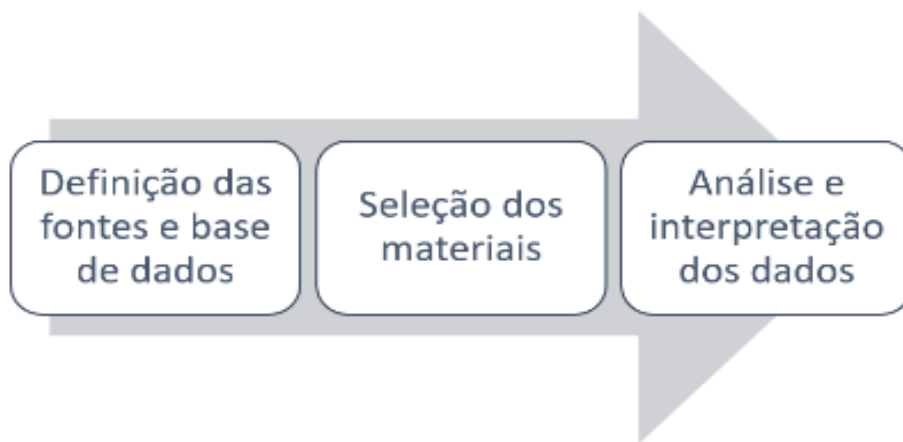 Definição das
fontes e base
de dados
Seleção dos
materiais
Análise e
interpretação
dos dados